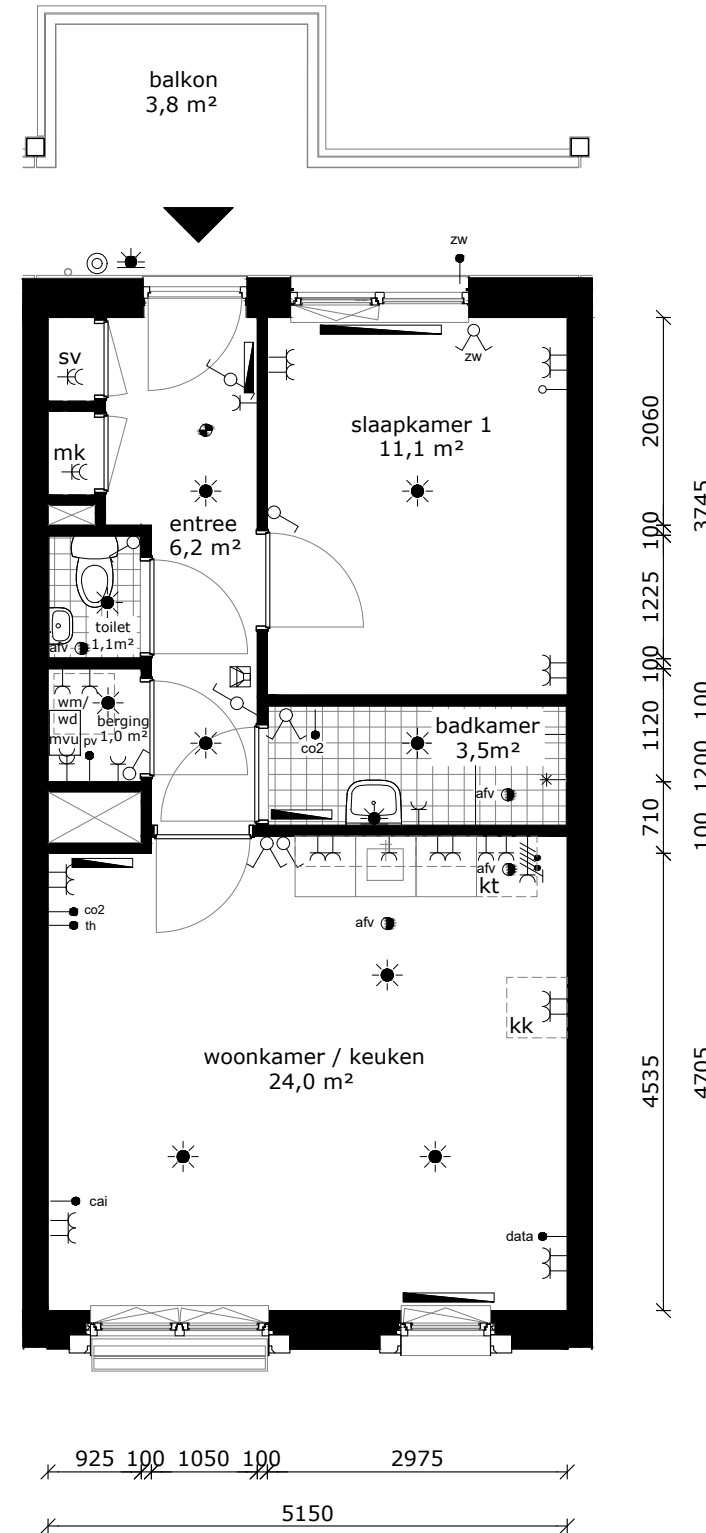 balkon
3,8 m²
zw
sv
zw
mk
slaapkamer 1
11,1 m²
entree
6,2 m²
toilet
1,1m²
afv
wm/
wd
berging
1,0 m²
mvu
pv
co2
badkamer
3,5m²
afv
afv
kt
co2
th
afv
kk
woonkamer / keuken
24,0 m²
cai
data
2060
100
1225
100
1120
710
4535
3745
100
1200
100
4705
925
100
1050
100
2975
5150